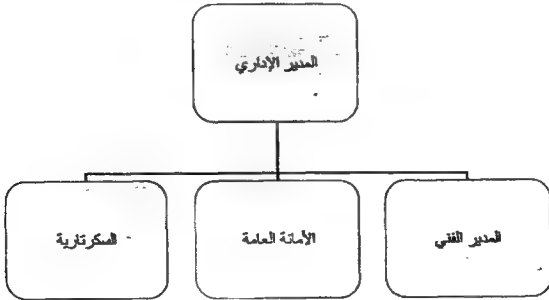 المدير الإداري
المدير الفني
الأمانة العامة
السكرتارية